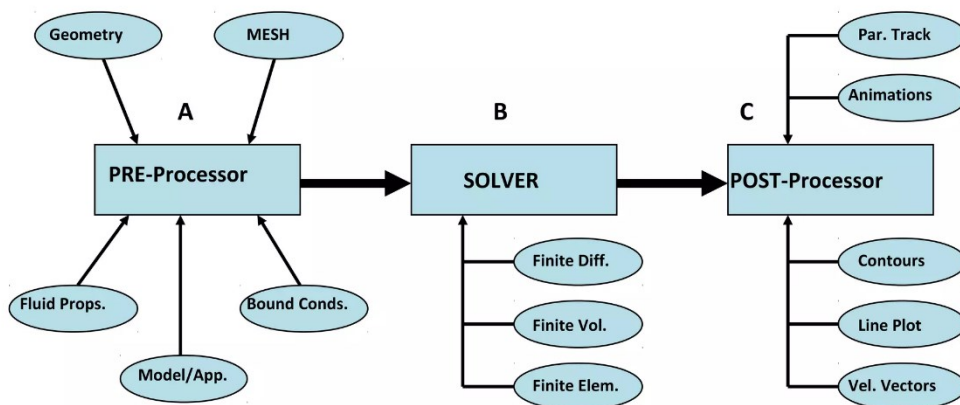 Geometry
MESH
Par. Track
Animations
A
B
C
PRE-Processor
SOLVER
POST-Processor
Fluid Props.
Bound Conds.
Model/App.
Finite Diff.
Finite Vol.
Finite Elem.
Contours
Line Plot
Vel. Vectors